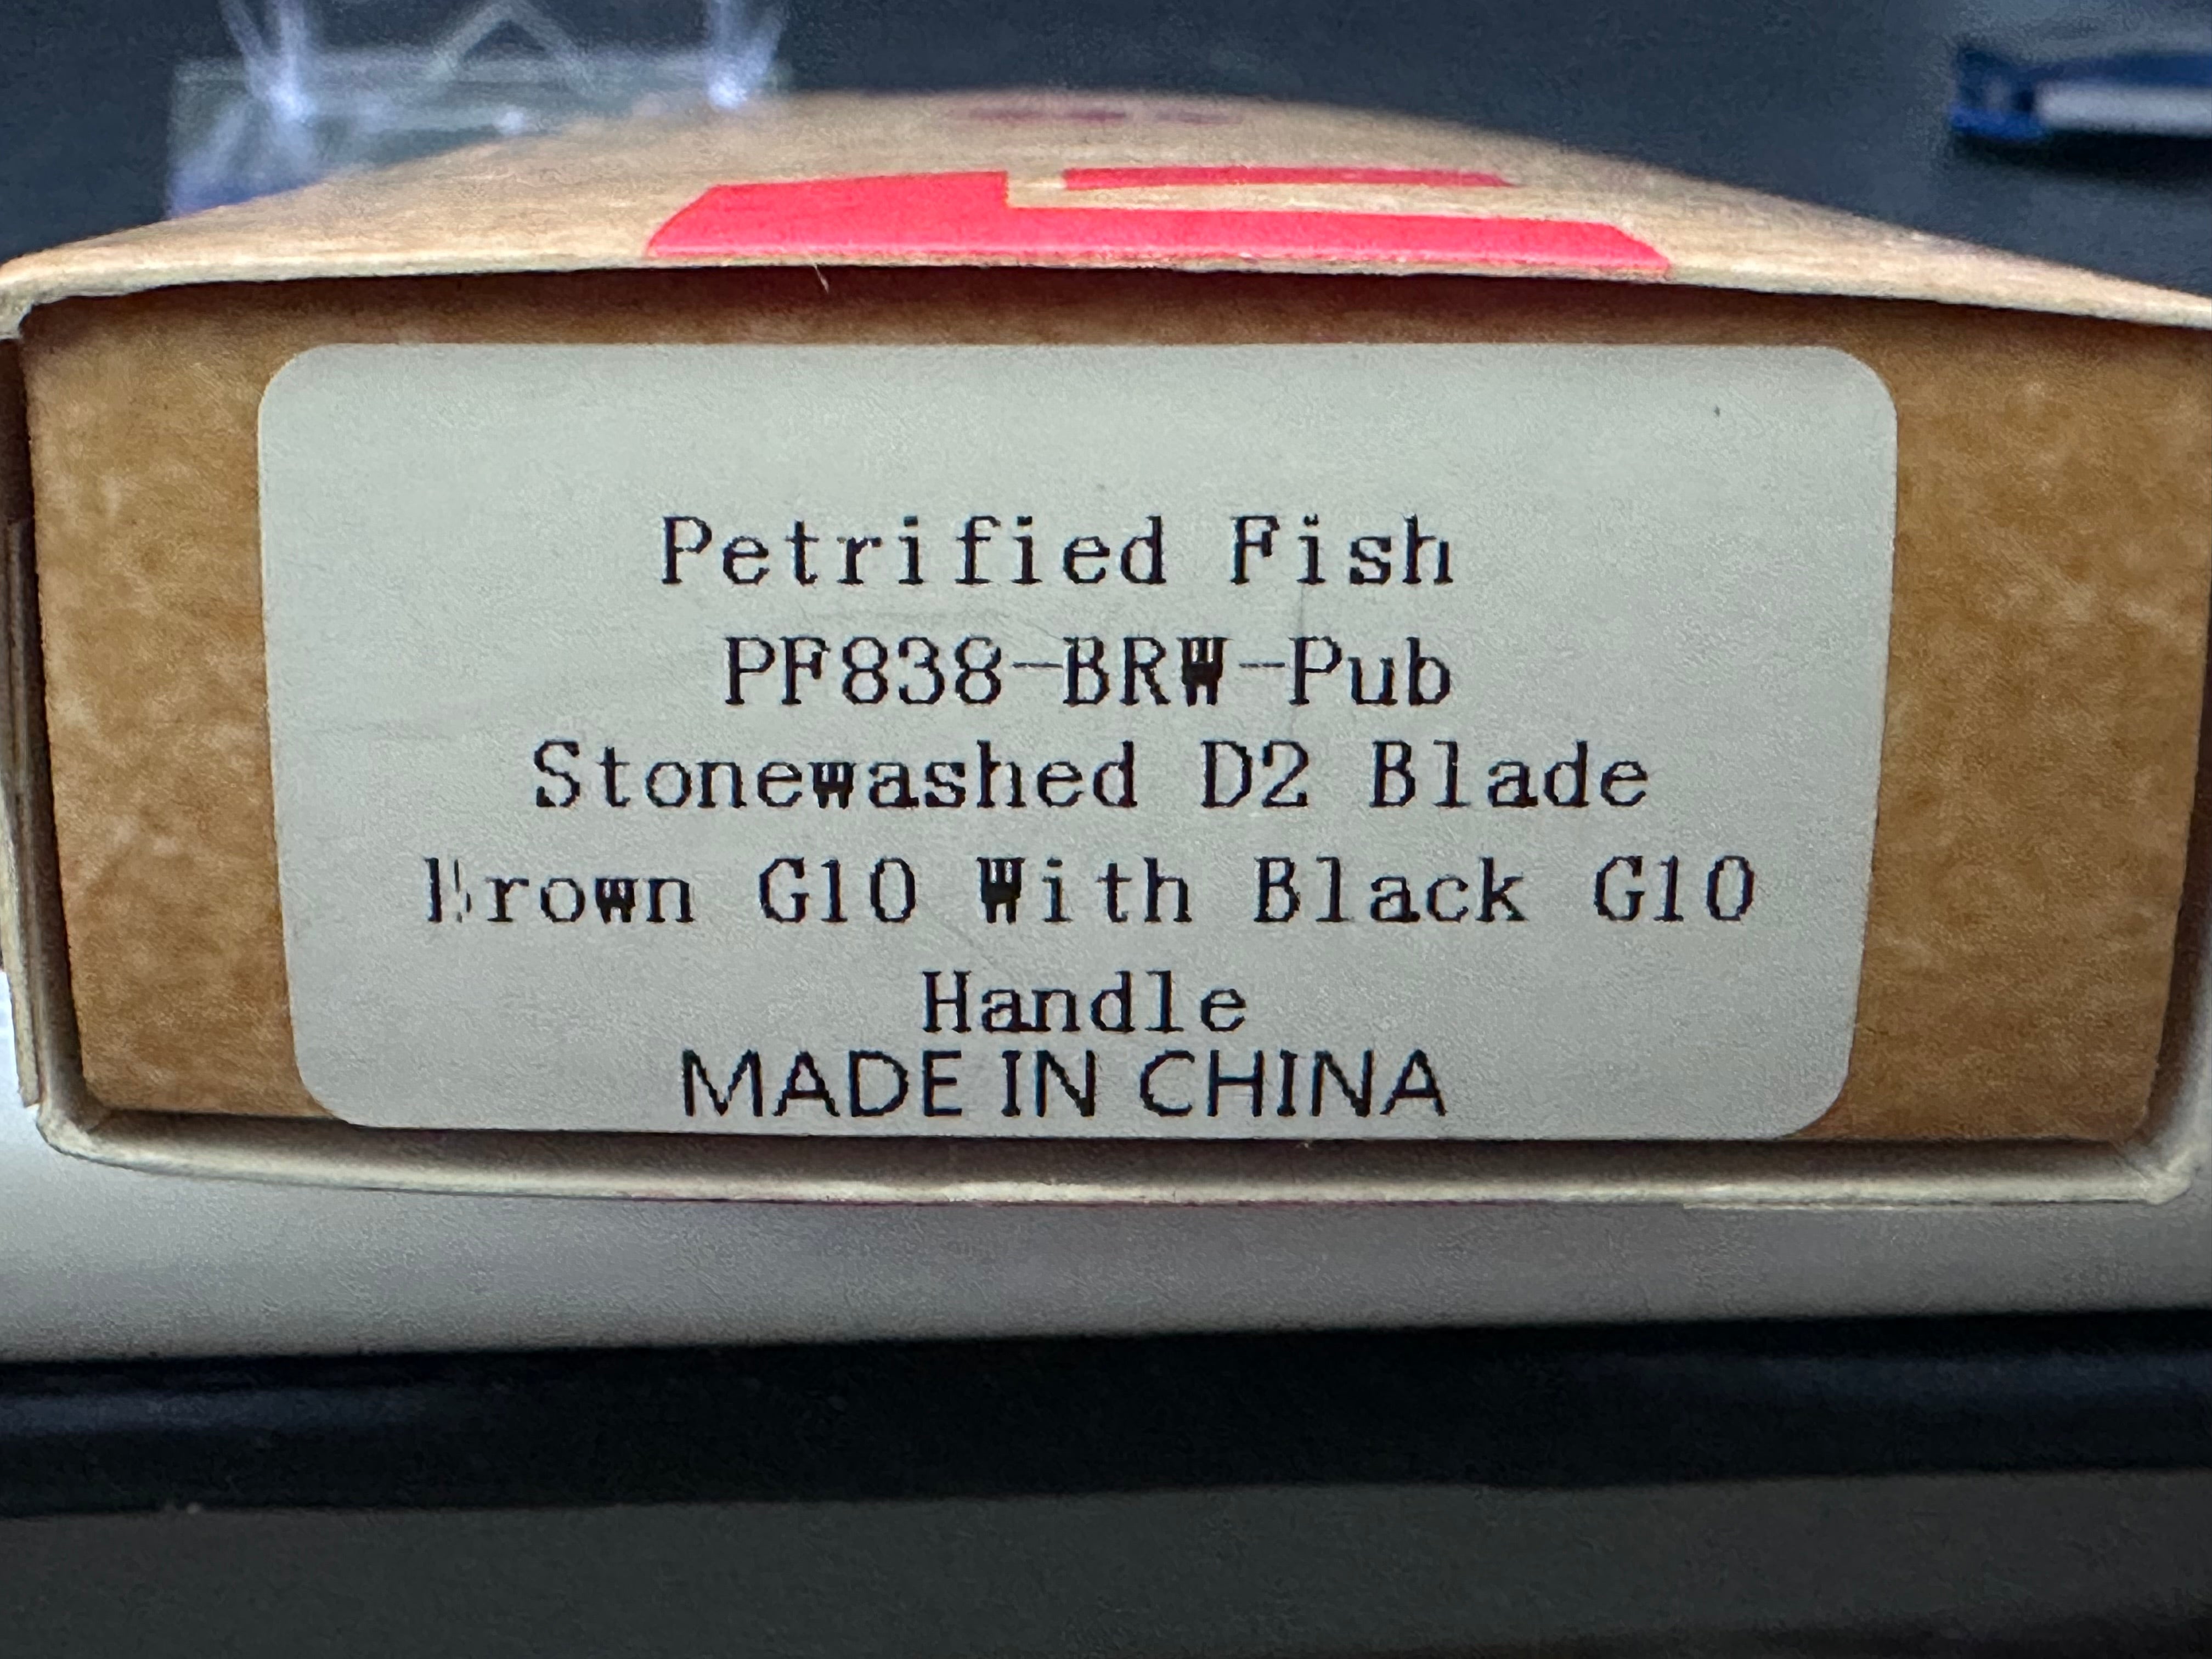 Petrified Fish
PF838-BRW-Pub
Stonewashed D2 Blade
Brown G10 With Black G10
Handle
MADE IN CHINA